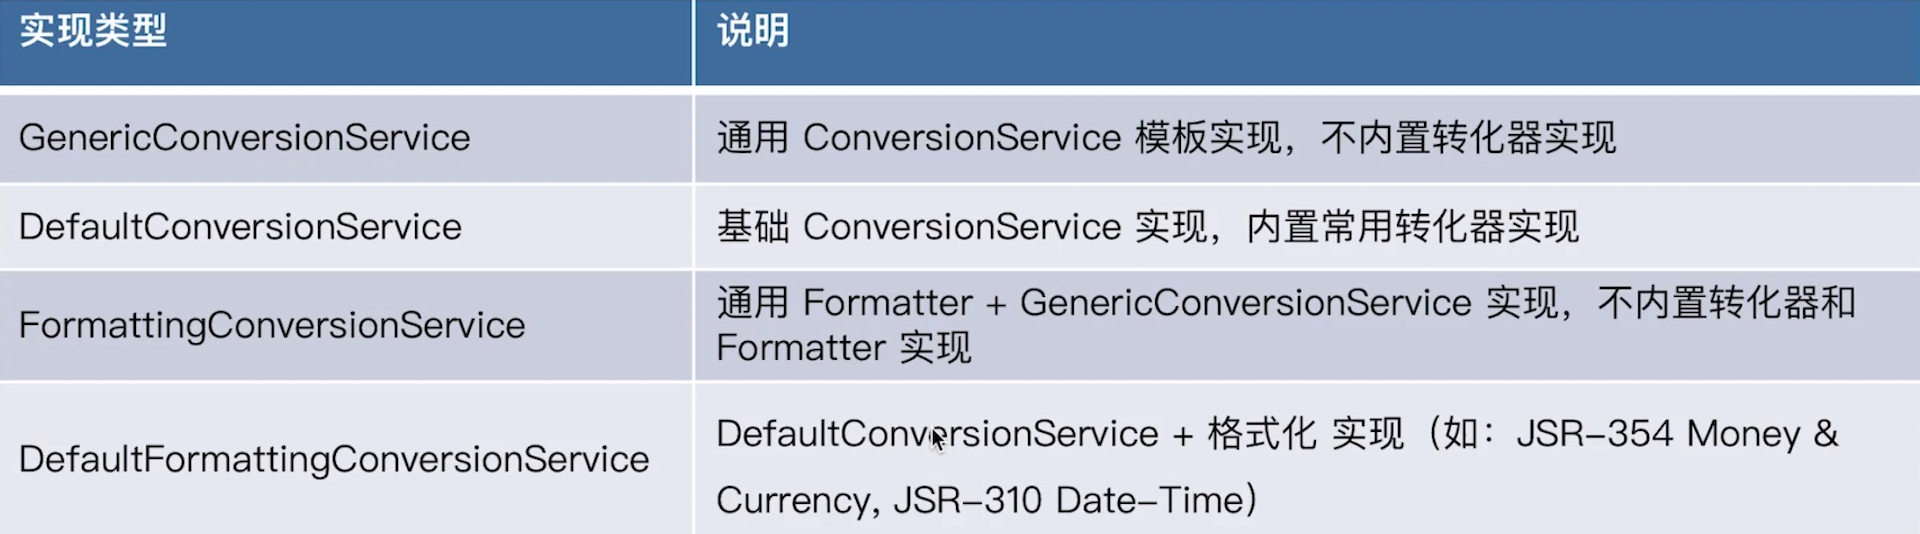 实现类型
说明
GenericConversionService
通用 ConversionService 模板实现，不内置转化器实现
DefaultConversionService
基础 ConversionService 实现，内置常用转化器实现
FormattingConversionService
通用 Formatter + GenericConversionService 实现，不内置转化器和
Formatter 实现
DefaultFormattingConversionService
DefaultConversionService + 格式化 实现（如：JSR-354 Money &
Currency, JSR-310 Date-Time）